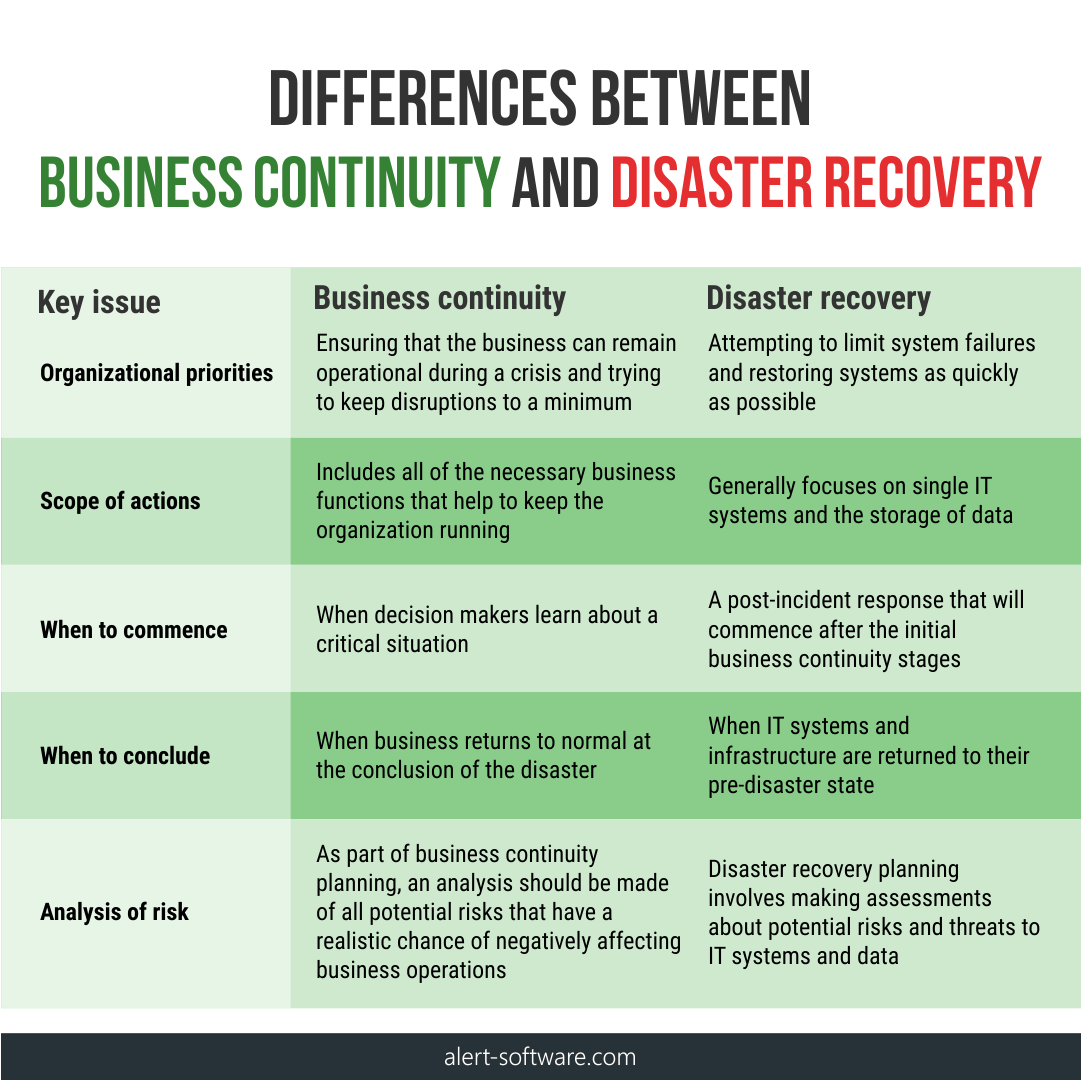 DIFFERENCES BETWEEN
BUSINESS CONTINUITY AND DISASTER RECOVERY
Key issue
Business continuity
Disaster recovery
Organizational priorities
Ensuring that the business can remain
operational during a crisis and trying
to keep disruptions to a minimum
Attempting to limit system failures
and restoring systems as quickly
as possible
Scope of actions
Includes all of the necessary business
functions that help to keep the
organization running
Generally focuses on single IT
systems and the storage of data
When to commence
When decision makers learn about a
critical situation
A post-incident response that will
commence after the initial
business continuity stages
When to conclude
When business returns to normal at
the conclusion of the disaster
When IT systems and
infrastructure are returned to their
pre-disaster state
Analysis of risk
As part of business continuity
planning, an analysis should be made
of all potential risks that have a
realistic chance of negatively affecting
business operations
Disaster recovery planning
involves making assessments
about potential risks and threats to
IT systems and data
alert-software.com